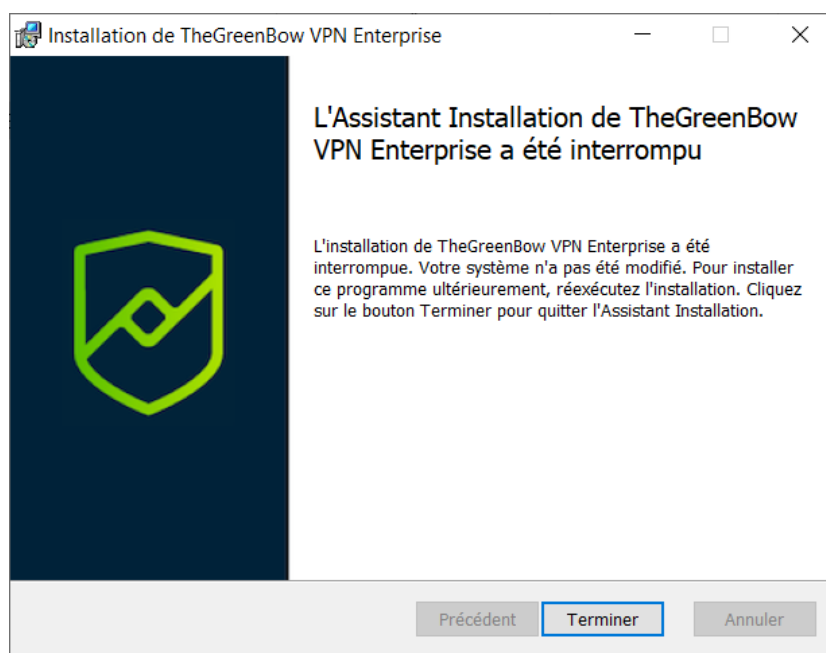 Installation de TheGreenBow VPN Enterprise
L'Assistant Installation de TheGreenBow
VPN Enterprise a été interrompu
L'installation de TheGreenBow VPN Enterprise a été
interrompue. Votre système n'a pas été modifié. Pour installer
ce programme ultérieurement, réexécutez l'installation. Cliquez
sur le bouton Terminer pour quitter l'Assistant Installation.
Précédent Terminer Annuler